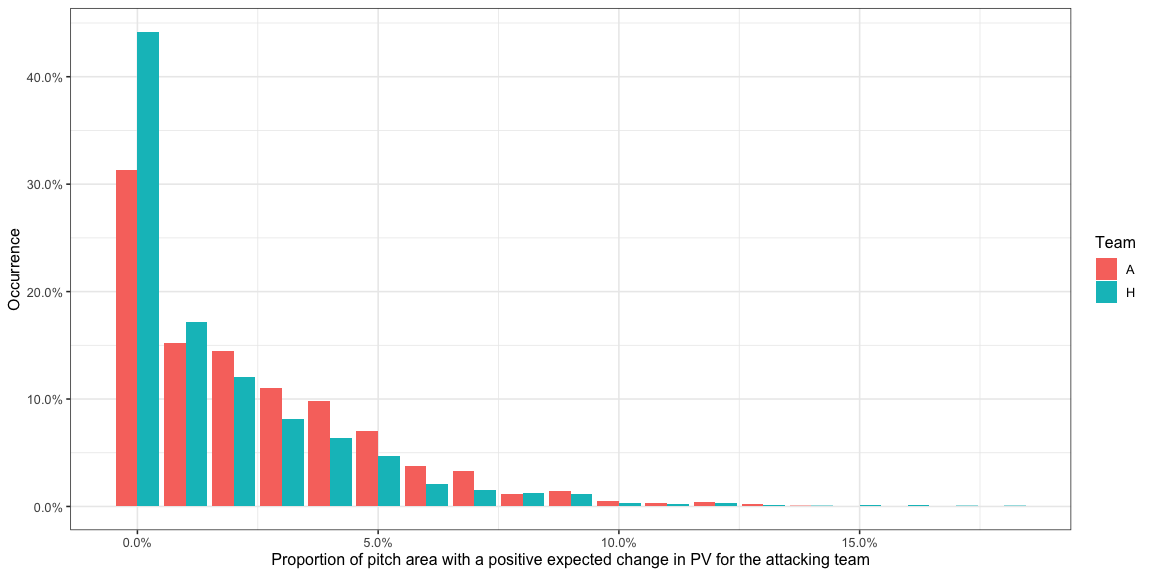 Occurrence
40.0%
30.0%
20.0%
10.0%
0.0%
0.0% 5.0% 10.0% 15.0%
Proportion of pitch area with a positive expected change in PV for the attacking team
Team
A
H